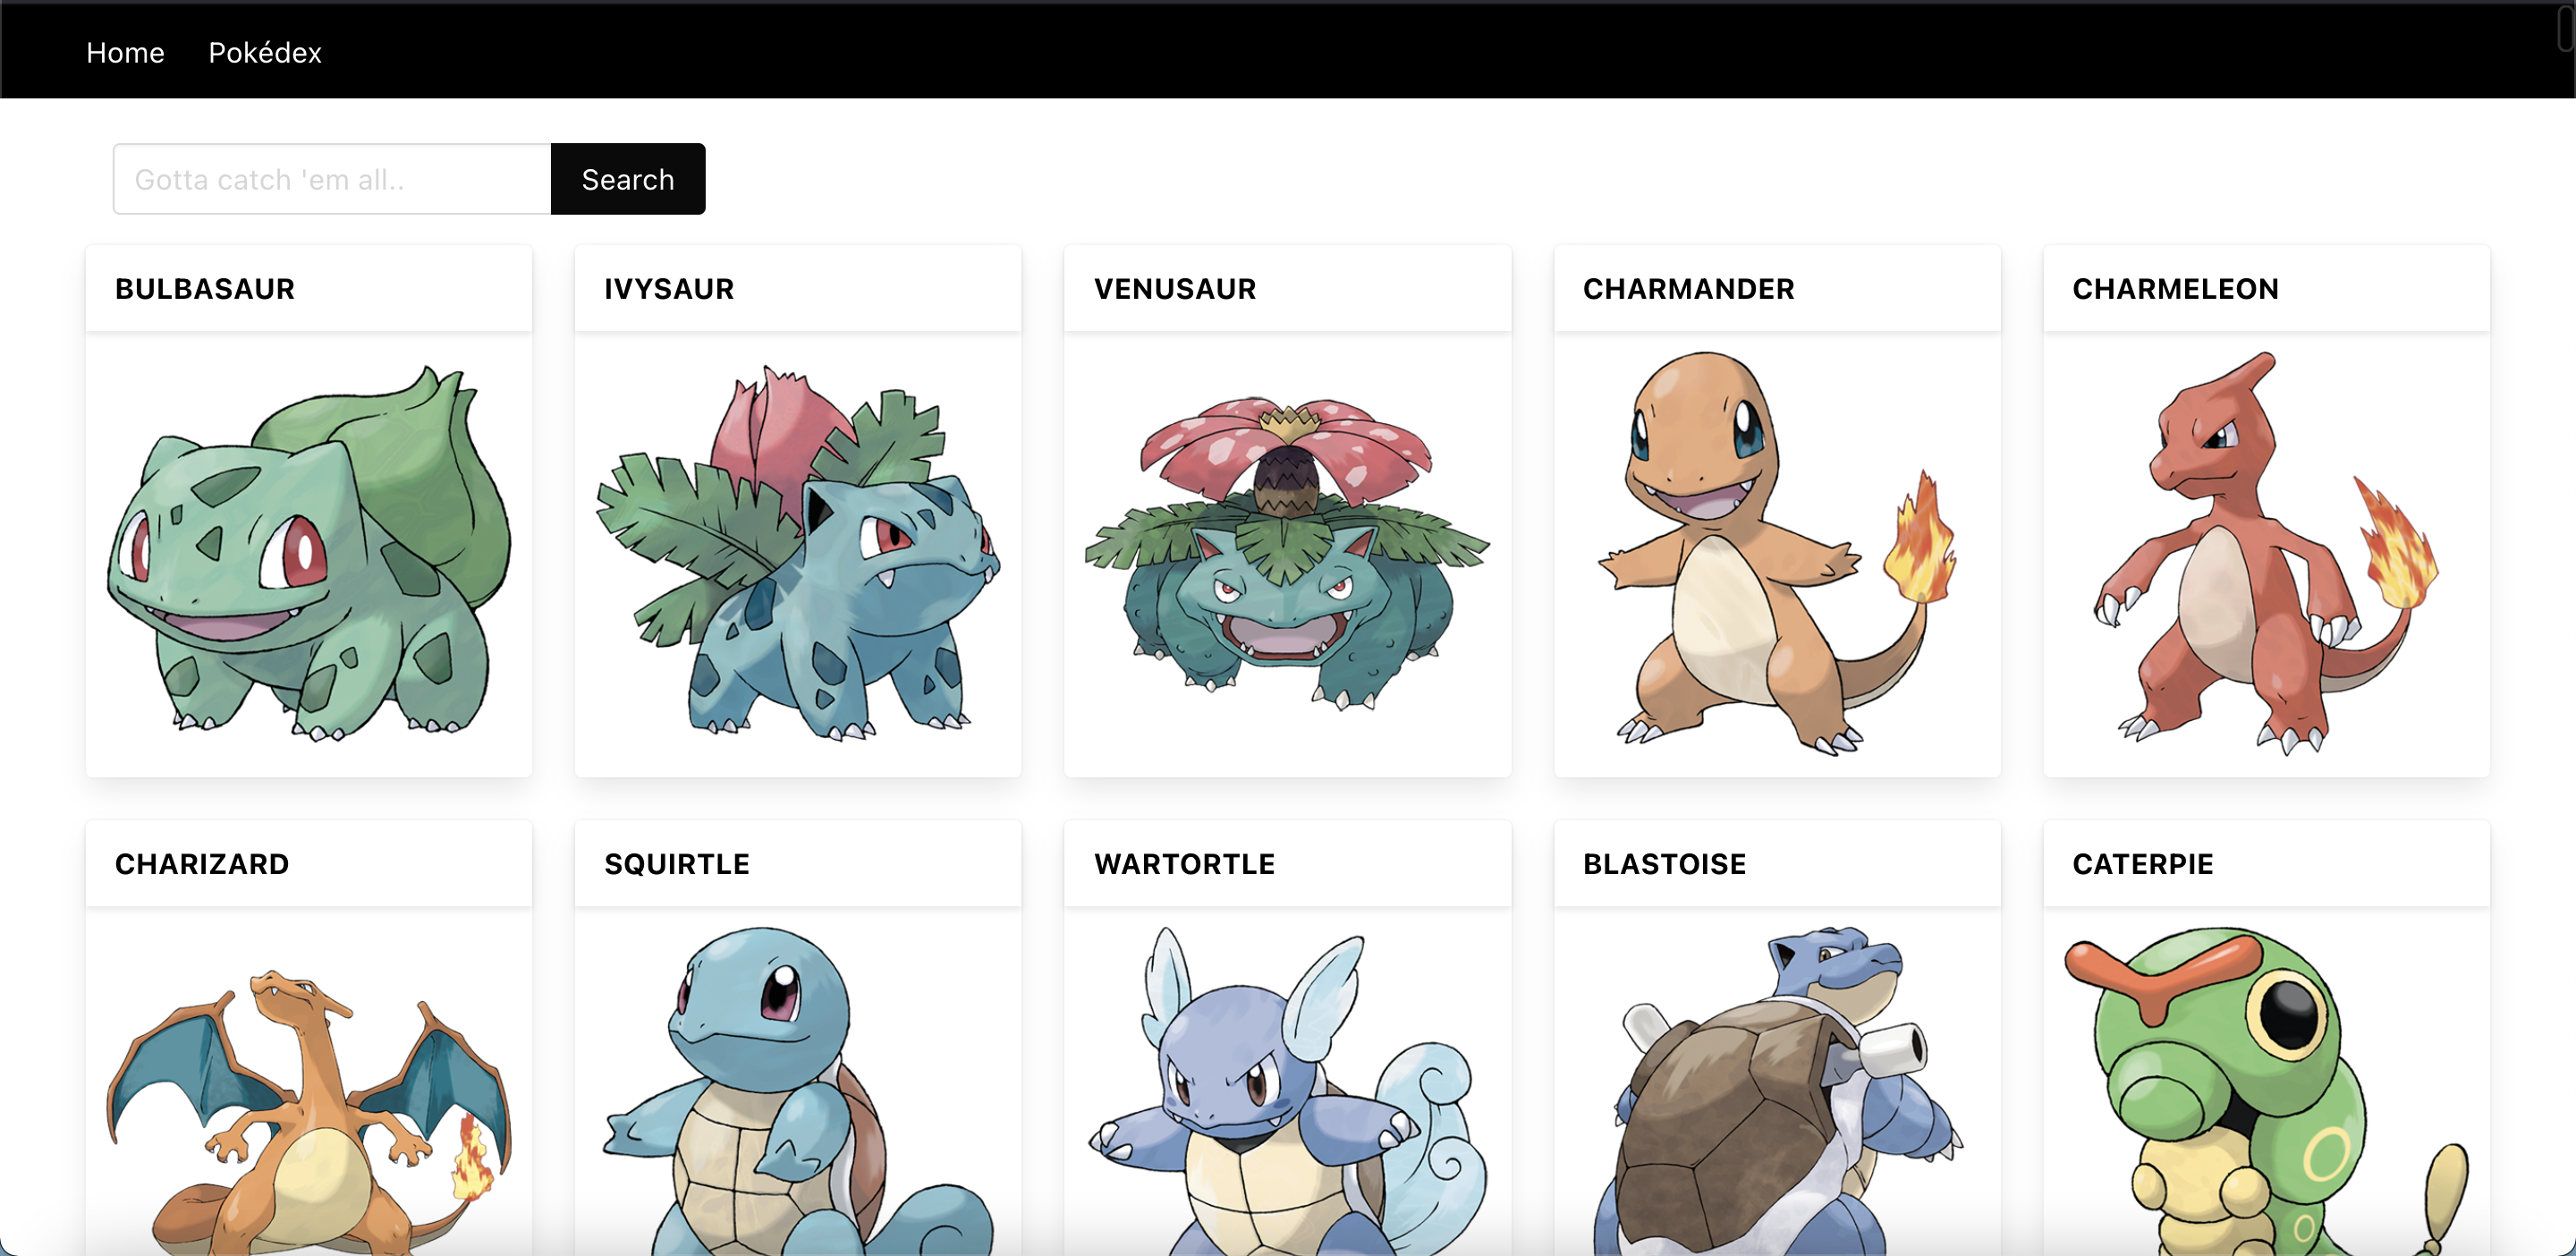 Home Pokédex
Gotta catch 'em all.. Search
BULBASAUR
IVYSAUR
VENUSAUR
CHARMANDER
CHARMELEON
CHARIZARD
SQUIRTLE
WARTORTLE
BLASTOISE
CATERPIE